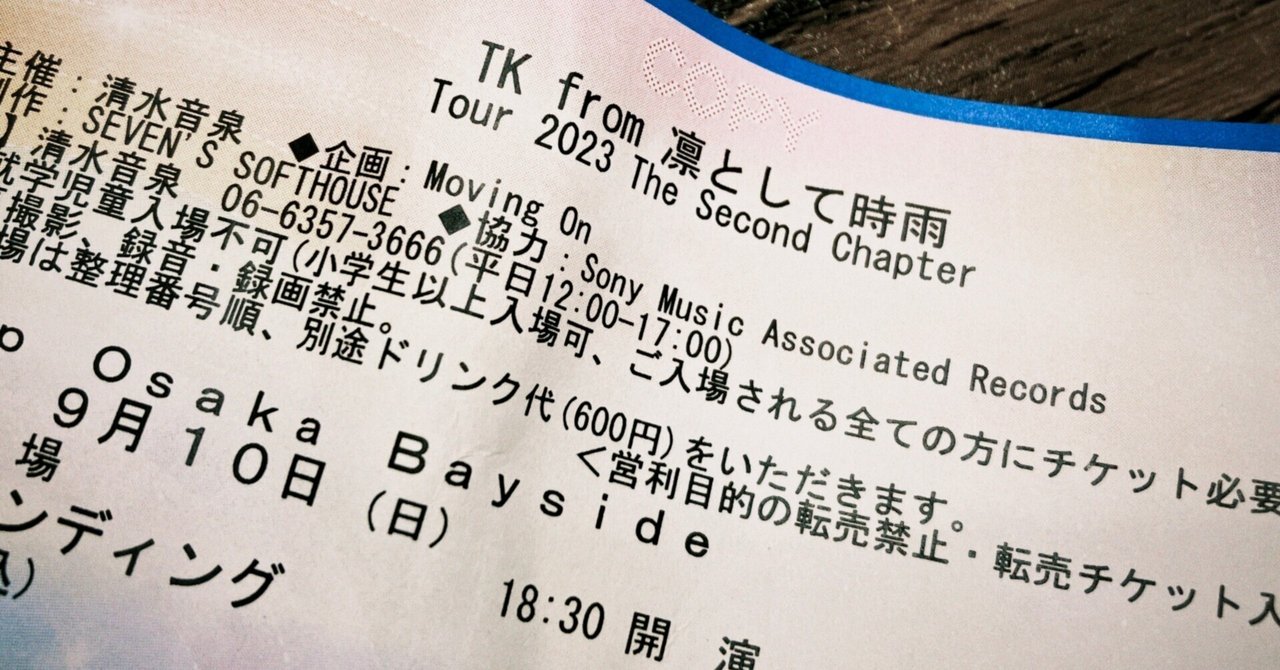 COPY
TK from 凛として時雨
Tour 2023 The Second Chapter
主催：清水音泉 ◆企画：Moving On
制作：SEVEN'S SOFTHOUSE ◆協力：Sony Music Associated Records
】清水音泉 06-6357-3666(平日12:00-17:00)
就学児童入場不可(小学生以上入場可、ご入場される全ての方にチケット必要
撮影、録音・録画禁止。
場は整理番号順、別途ドリンク代(600円)をいただきます。
＜営利目的の転売禁止・転売チケット入
p Osaka Bayside
9月10日(日)
場 18:30 開 演
ンディング
込)